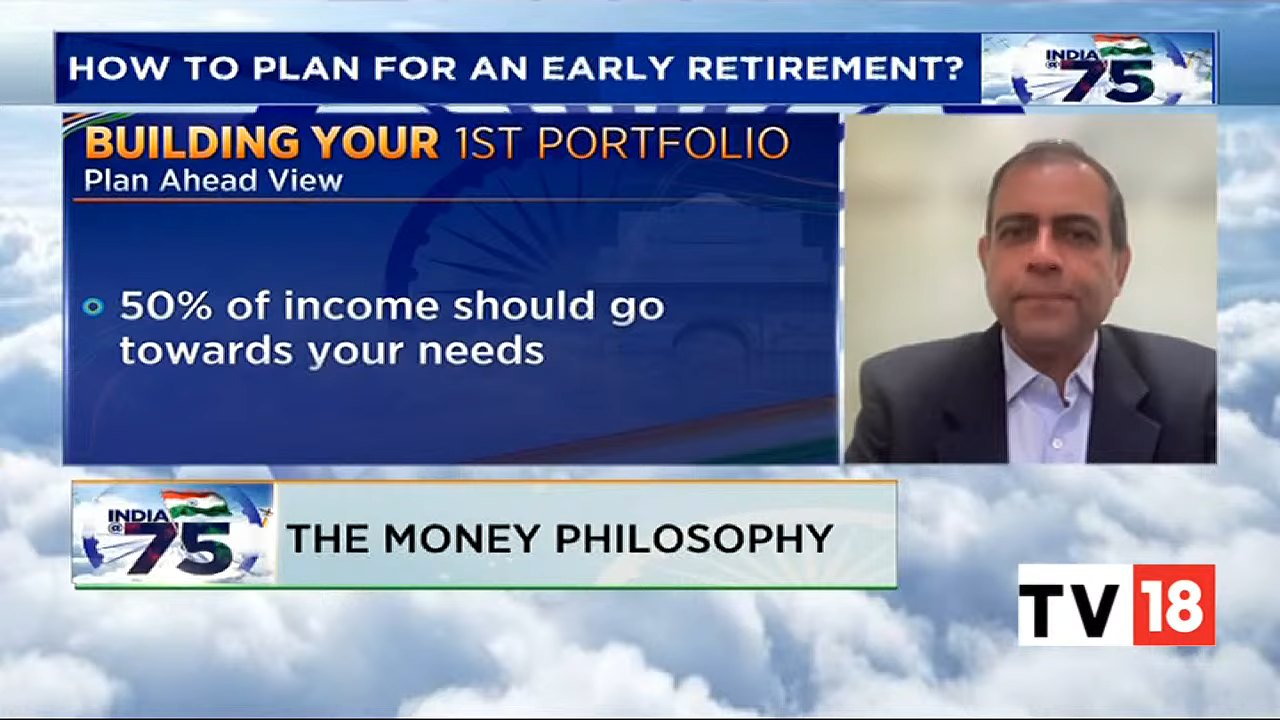 HOW TO PLAN FOR AN EARLY RETIREMENT?
INDIA
@75
BUILDING YOUR 1ST PORTFOLIO
Plan Ahead View
50% of income should go
towards your needs
INDIA
@75
THE MONEY PHILOSOPHY
TV18